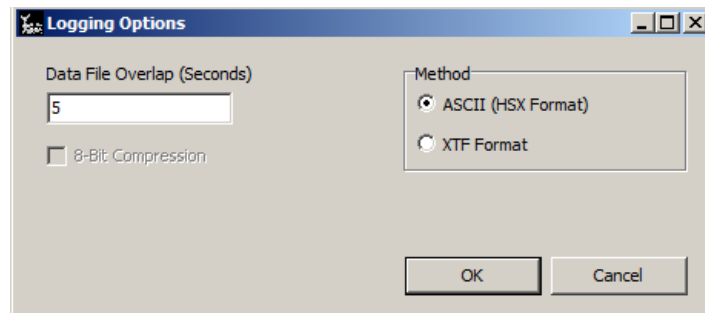 Logging Options
Data File Overlap (Seconds)
5
8-Bit Compression
Method
ASCII (HSX Format)
XTF Format
OK
Cancel